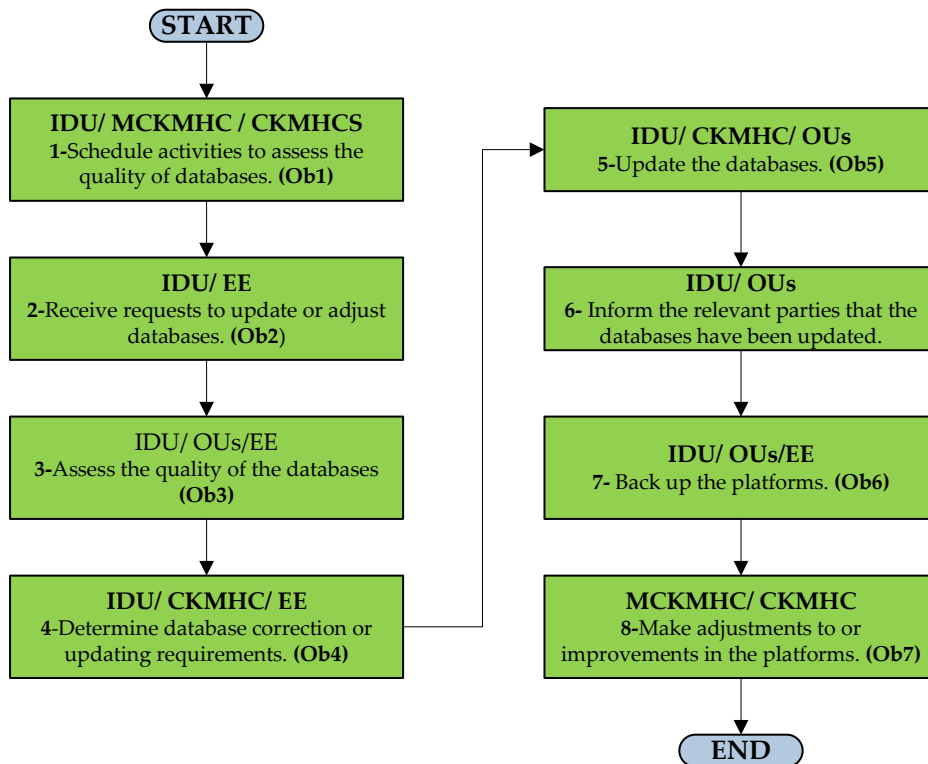 START
IDU/ MCKMHC / CKMHCS
1-Schedule activities to assess the
quality of databases. (Ob1)
IDU/ EE
2-Receive requests to update or adjust
databases. (Ob2)
IDU/ OUs/EE
3-Assess the quality of the databases
(Ob3)
IDU/ CKMHC/ EE
4-Determine database correction or
updating requirements. (Ob4)
IDU/ CKMHC/ OUs
5-Update the databases. (Ob5)
IDU/ OUs
6- Inform the relevant parties that the
databases have been updated.
IDU/ OUs/EE
7- Back up the platforms. (Ob6)
MCKMHC/ CKMHC
8-Make adjustments to or
improvements in the platforms. (Ob7)
END